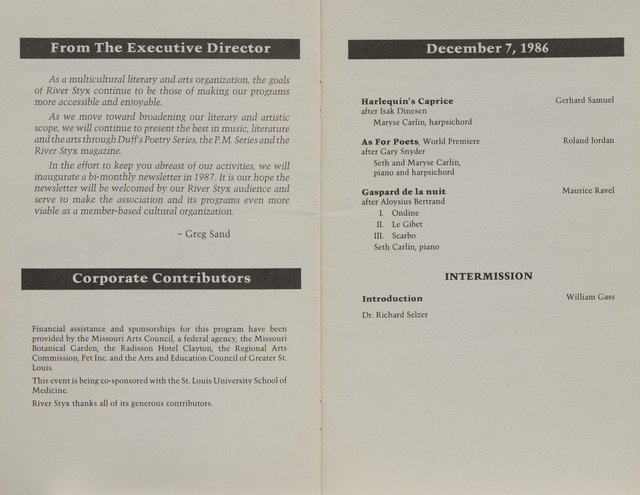 From The Executive Director
As a multicultural literary and arts organization, the goals
of River Styx continue to be those of making our programs
more accessible and enjoyable.
As we move toward broadening our literary and artistic
scope, we will continue to present the best in music, literature
and the arts through Duff's Poetry Series, the P.M. Series and the
River Styx magazine.
In the effort to keep you abreast of our activities, we will
inaugurate a bi-monthly newsletter in 1987. It is our hope the
newsletter will be welcomed by our River Styx audience and
serve to make the association and its programs even more
viable as a member-based cultural organization.
– Greg Sand
Corporate Contributors
Financial assistance and sponsorships for this program have been
provided by the Missouri Arts Council, a federal agency, the Missouri
Botanical Garden, the Radisson Hotel Clayton, the Regional Arts
Commission, Pet Inc. and the Arts and Education Council of Greater St.
Louis.
This event is being co-sponsored with the St. Louis University School of
Medicine.
River Styx thanks all of its generous contributors.
December 7, 1986
Harlequin's Caprice Gerhard Samuel
after Isak Dinesen
Maryse Carlin, harpsichord
As For Poets, World Premiere Roland Jordan
after Gary Snyder
Seth and Maryse Carlin,
piano and harpsichord
Gaspard de la nuit Maurice Ravel
after Aloysius Bertrand
I. Ondine
II. Le Gibet
III. Scarbo
Seth Carlin, piano
INTERMISSION
Introduction William Gass
Dr. Richard Selzer